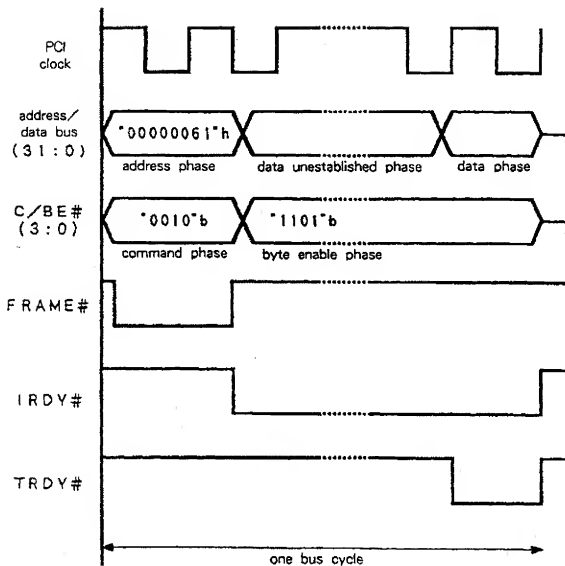 PCI
clock
address/
data bus
(31:0)
"00000061"h
address phase
data unestablished phase
data phase
C/BE#
(3:0)
"0010"b
command phase
"1101"b
byte enable phase
FRAME#
IRDY#
TRDY#
one bus cycle